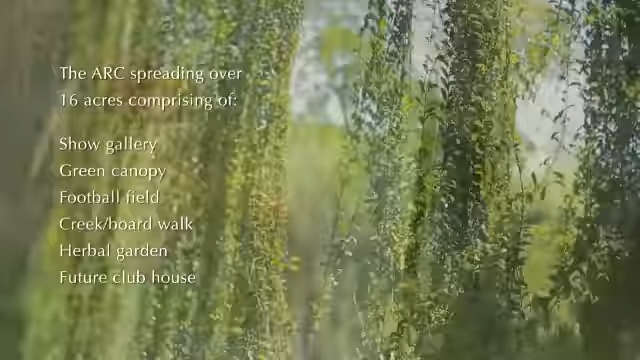 The ARC spreading over
16 acres comprising of:
Show gallery
Green canopy
Football field
Creek/board walk
Herbal garden
Future club house